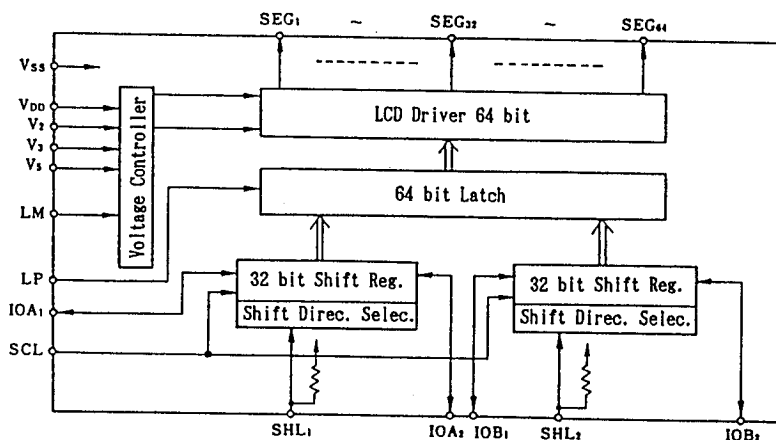 SEG₁ ~ SEG₃₂ ~ SEG₆₄
VSS
VDD
V₂
V₃
V₅
LM
LP
IOA₁
SCL
Voltage Controller
LCD Driver 64 bit
64 bit Latch
32 bit Shift Reg.
Shift Direc. Selec.
32 bit Shift Reg.
Shift Direc. Selec.
SHL₁ IOA₂ IOB₁ SHL₂ IOB₂